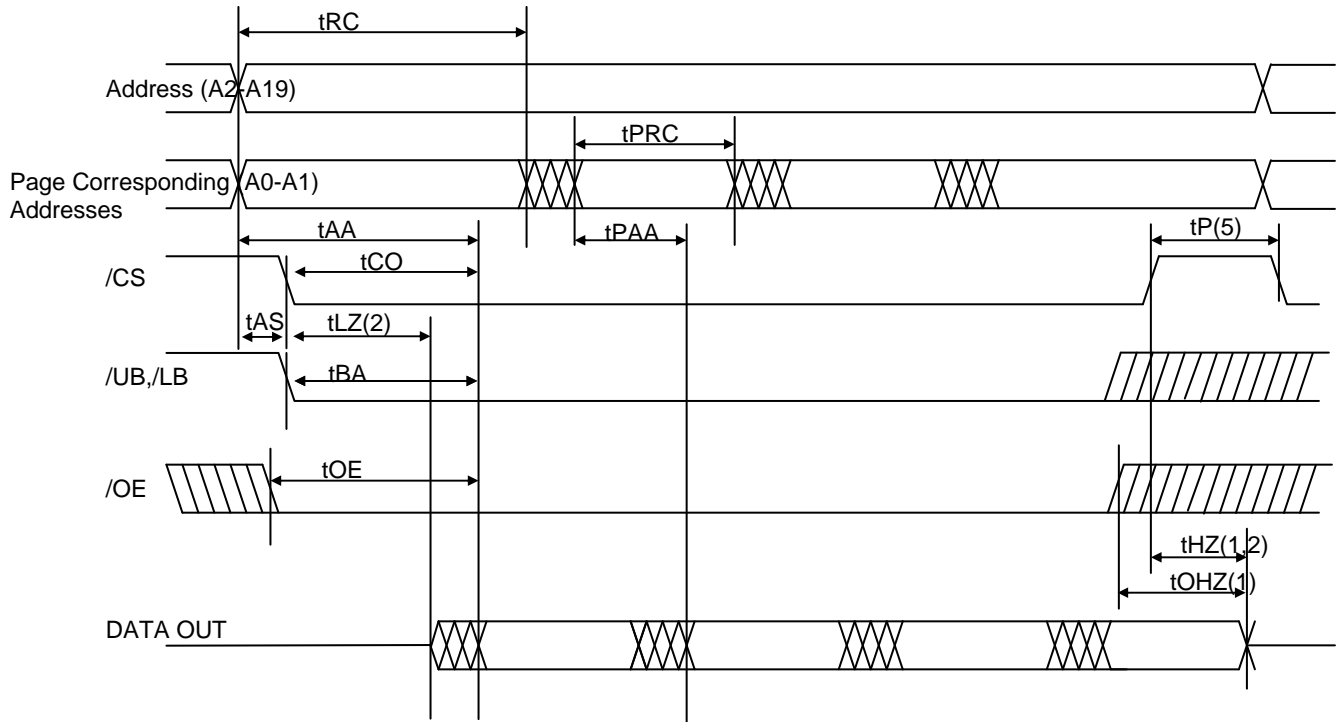 tRC
Address (A2-A19)
tPRC
Page Corresponding (A0-A1)
Addresses
tAA
tPAA
tP(5)
tCO
/CS
tAS
tLZ(2)
/UB,/LB
tBA
tOE
/OE
tHZ(1,2)
tOHZ(1)
DATA OUT